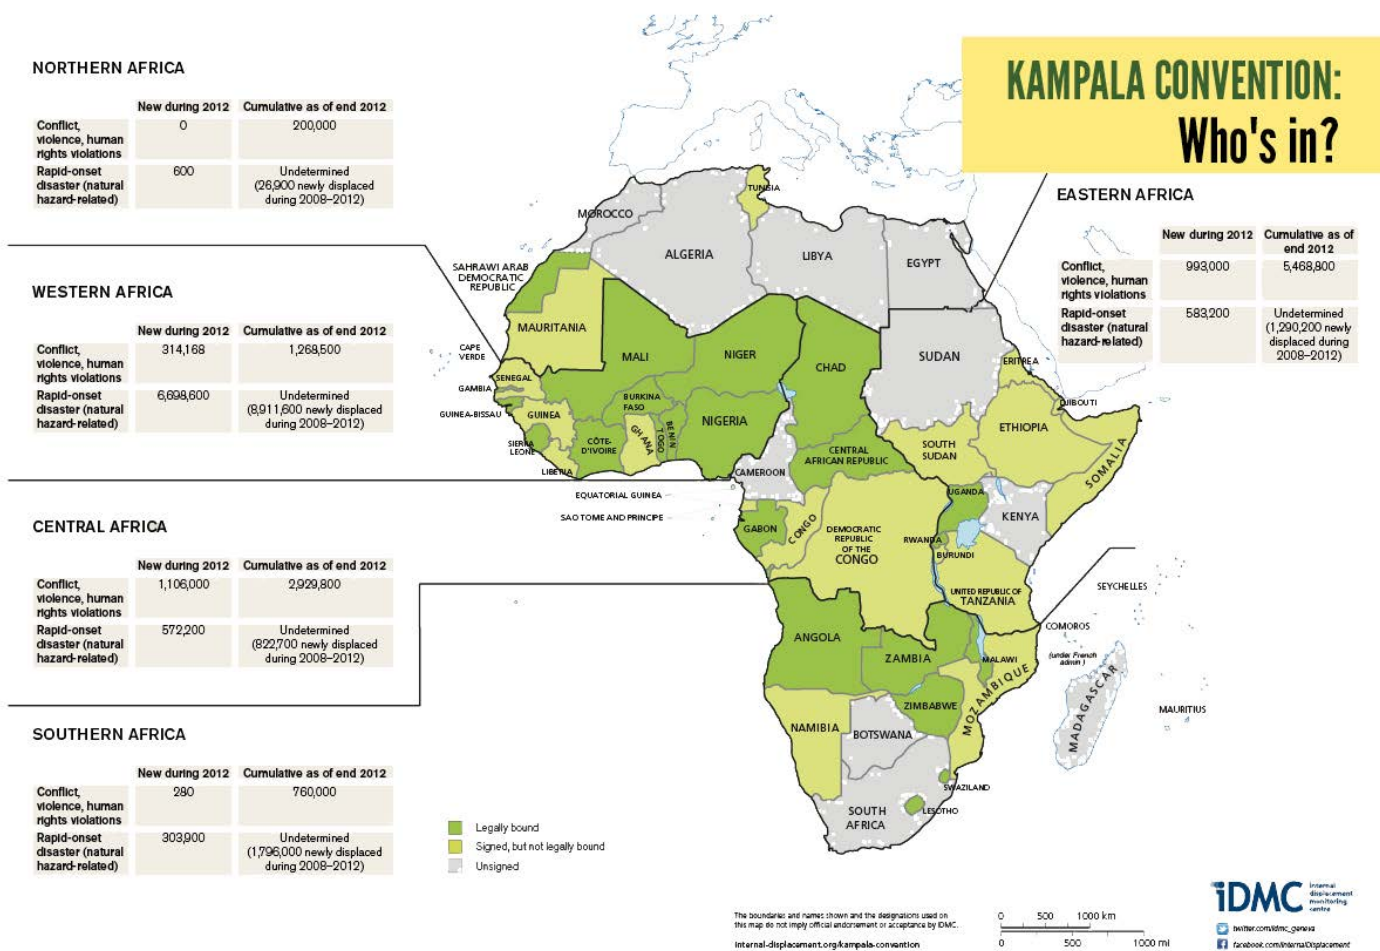 KAMPALA CONVENTION:
Who's in?
NORTHERN AFRICA
New during 2012 Cumulative as of end 2012
Conflict, violence, human rights violations 0 200,000
Rapid-onset disaster (natural hazard-related) 600 Undetermined (26,900 newly displaced during 2008–2012)
WESTERN AFRICA
New during 2012 Cumulative as of end 2012
Conflict, violence, human rights violations 314,168 1,268,500
Rapid-onset disaster (natural hazard-related) 6,698,600 Undetermined (8,911,600 newly displaced during 2008–2012)
CENTRAL AFRICA
New during 2012 Cumulative as of end 2012
Conflict, violence, human rights violations 1,106,000 2,929,800
Rapid-onset disaster (natural hazard-related) 572,200 Undetermined (822,700 newly displaced during 2008–2012)
SOUTHERN AFRICA
New during 2012 Cumulative as of end 2012
Conflict, violence, human rights violations 280 760,000
Rapid-onset disaster (natural hazard-related) 303,900 Undetermined (1,796,000 newly displaced during 2008–2012)
EASTERN AFRICA
New during 2012 Cumulative as of end 2012
Conflict, violence, human rights violations 993,000 5,468,800
Rapid-onset disaster (natural hazard-related) 583,200 Undetermined (1,290,200 newly displaced during 2008–2012)
TUNISIA
MOROCCO
ALGERIA
LIBYA
EGYPT
SAHRAWI ARAB
DEMOCRATIC
REPUBLIC
MAURITANIA
CAPE
VERDE
MALI
NIGER
CHAD
SUDAN
ERITREA
SENEGAL
GAMBIA
GUINEA-BISSAU
GUINEA
BURKINA
FASO
DJIBOUTI
SIERRA
LEONE
LIBERIA
CÔTE-
D'IVOIRE
GHANA
TOGO
BENIN
NIGERIA
CENTRAL
AFRICAN REPUBLIC
SOUTH
SUDAN
ETHIOPIA
SOMALIA
CAMEROON
EQUATORIAL GUINEA
SAO TOME AND PRINCIPE
GABON
CONGO
DEMOCRATIC
REPUBLIC
OF THE
CONGO
UGANDA
KENYA
RWANDA
BURUNDI
UNITED REPUBLIC OF
TANZANIA
SEYCHELLES
COMOROS
(under French
admin )
ANGOLA
ZAMBIA
MALAWI
MOZAMBIQUE
ZIMBABWE
MADAGASCAR
MAURITIUS
NAMIBIA
BOTSWANA
SWAZILAND
LESOTHO
SOUTH
AFRICA
Legally bound
Signed, but not legally bound
Unsigned
The boundaries and names shown and the designations used on
this map do not imply official endorsement or acceptance by IDMC.
internal-displacement.org/kampala-convention
0 500 1000 km
0 500 1000 mi
iDMC
internal
displacement
monitoring
centre
twitter.com/idmc_geneva
facebook.com/InternalDisplacement